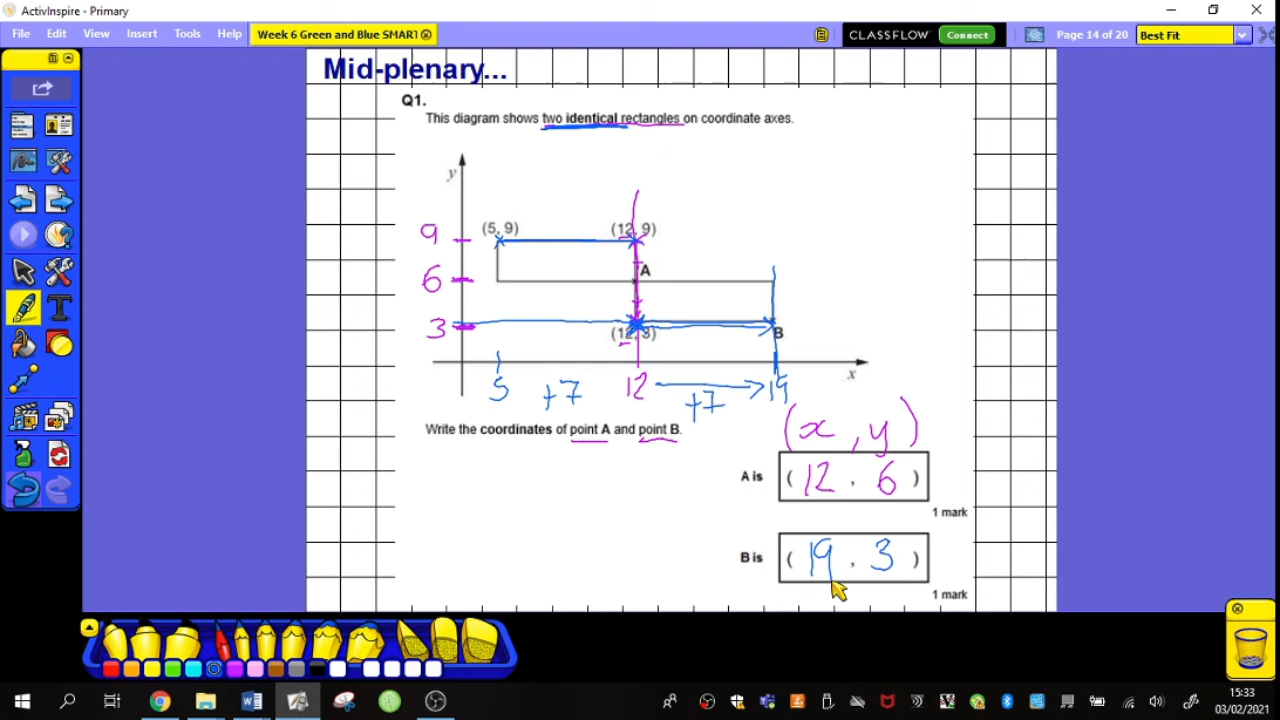 ActivInspire - Primary
File Edit View Insert Tools Help Week 6 Green and Blue SMART CLASSFLOW Connect Page 14 of 20 Best Fit
Mid-plenary...
Q1.
This diagram shows two identical rectangles on coordinate axes.
y
9 (5, 9) (12, 9)
6 A
3 (12, 3) B
x
5 +7 12 +7 19
Write the coordinates of point A and point B.
(x, y)
A is (12, 6)
1 mark
B is (19, 3)
1 mark
15:33
03/02/2021